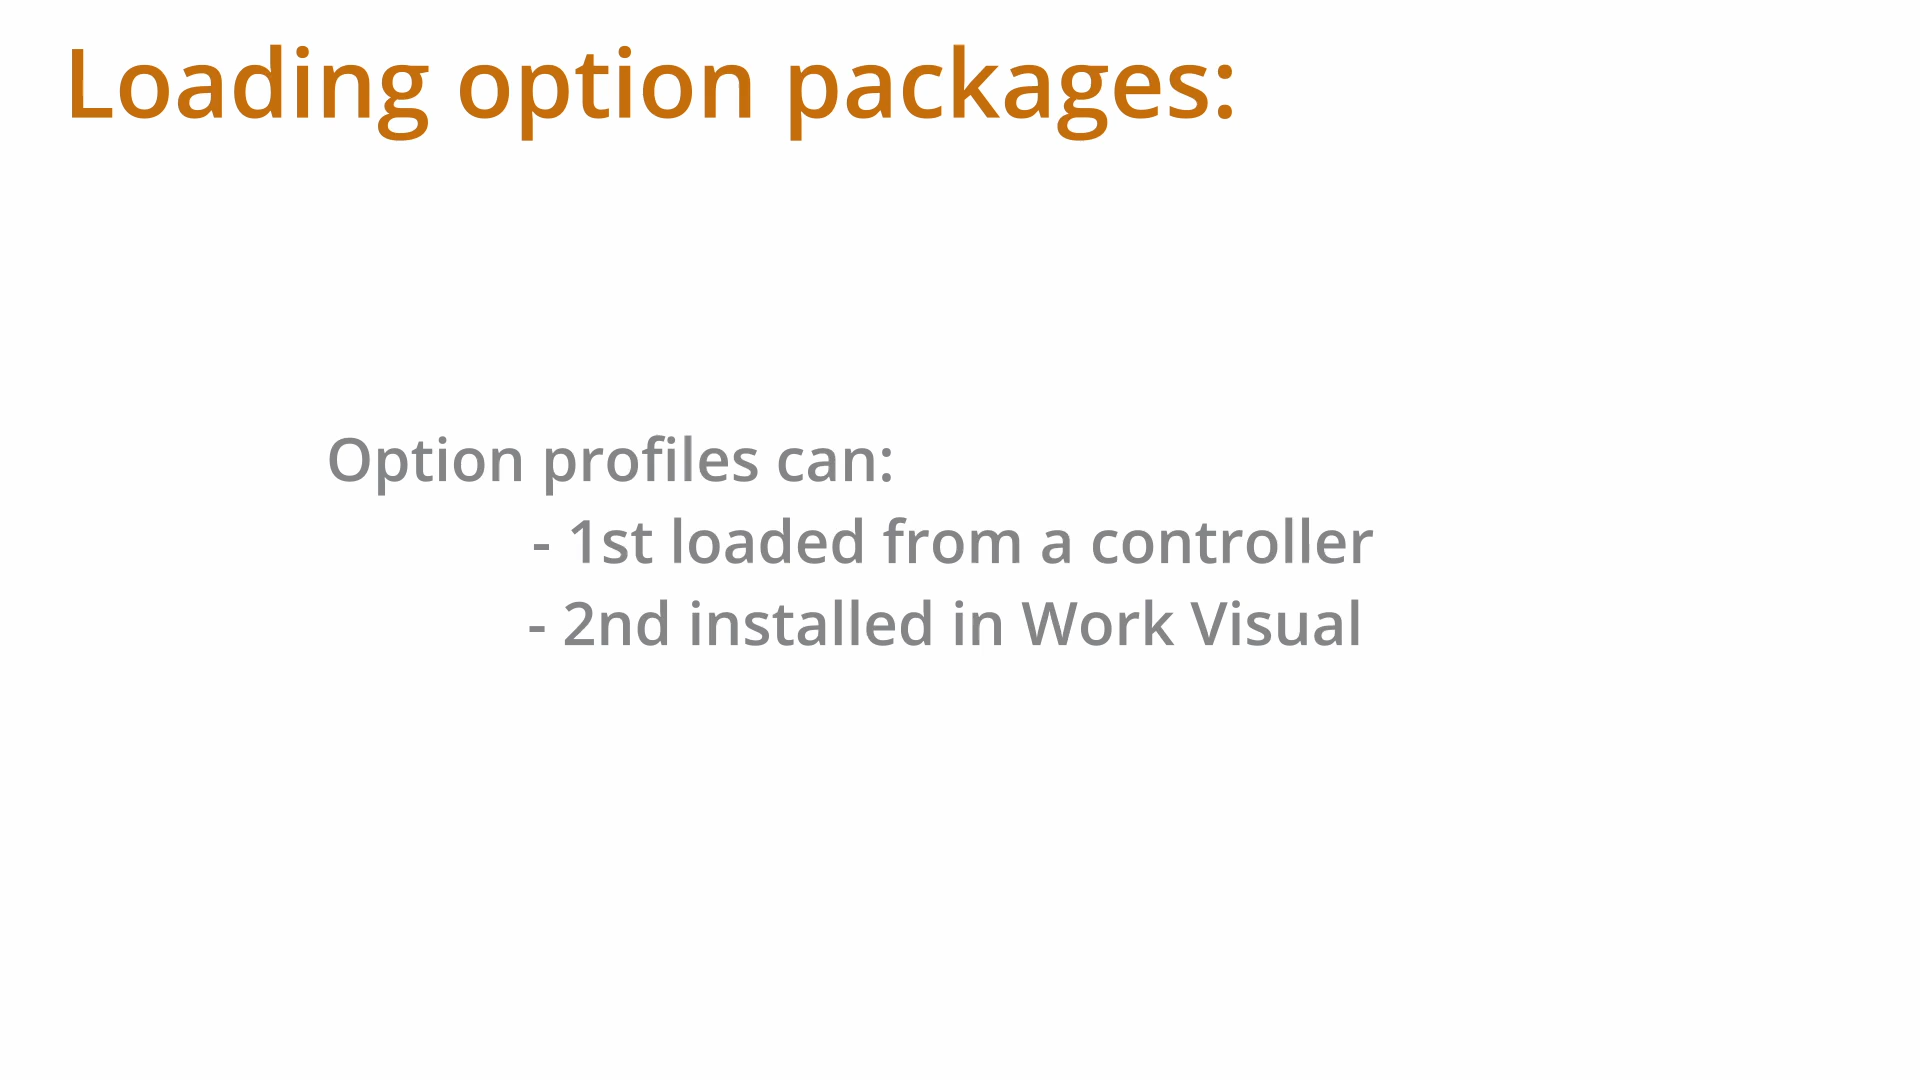 Loading option packages:
Option profiles can:
- 1st loaded from a controller
- 2nd installed in Work Visual